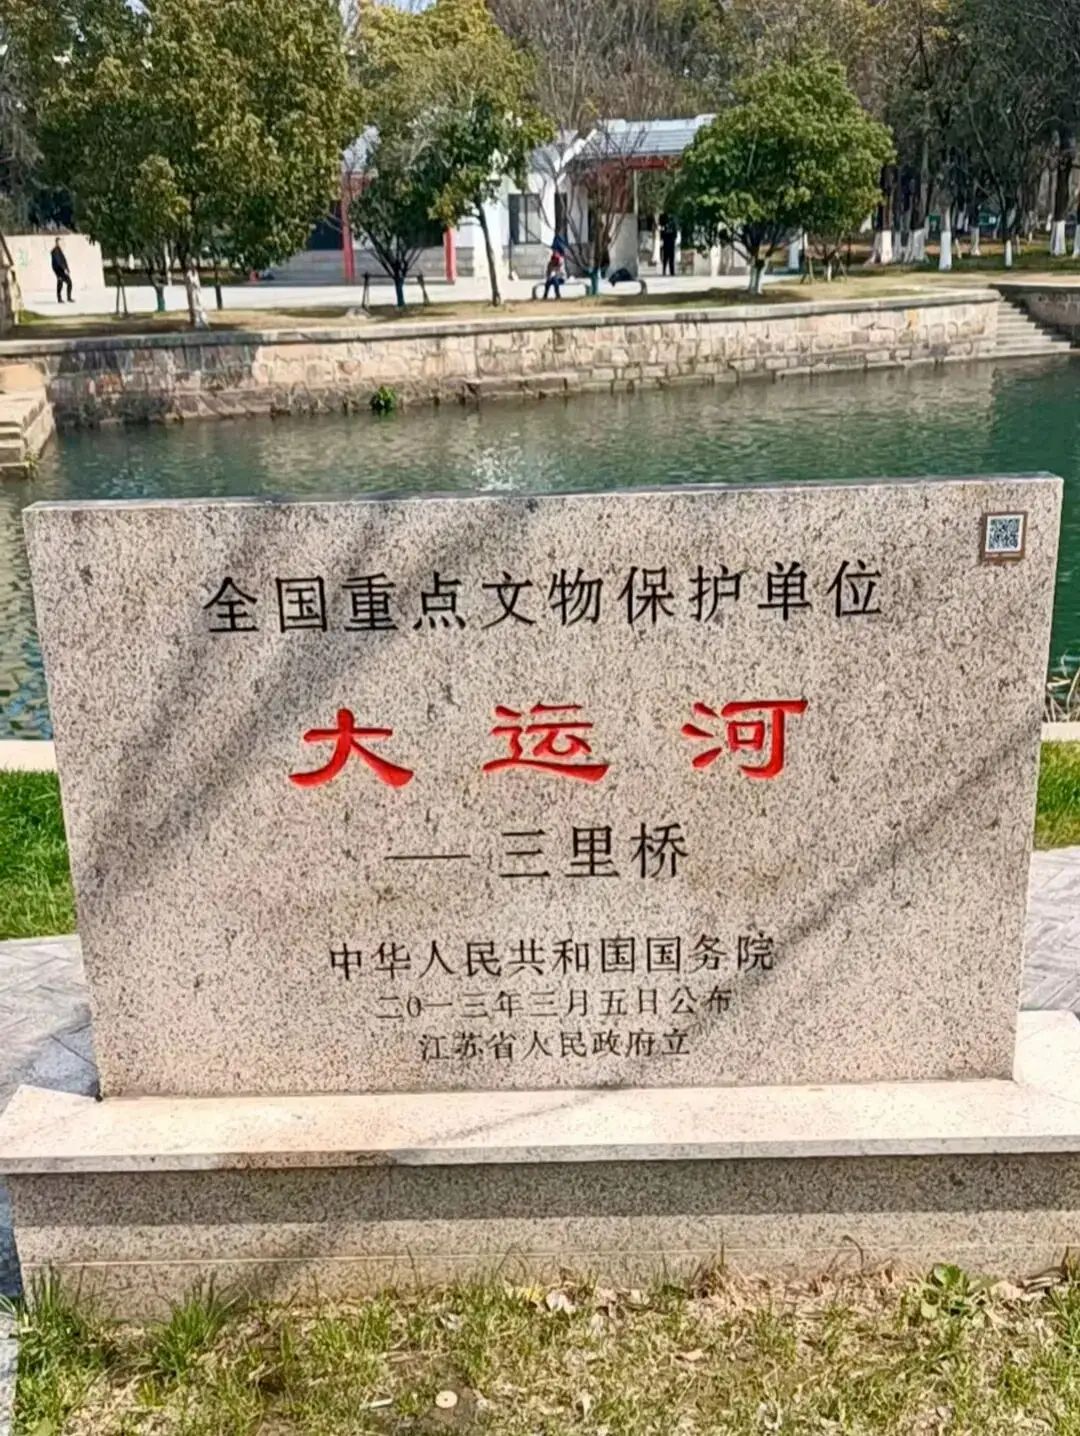 全国重点文物保护单位
大运河
——三里桥
中华人民共和国国务院
二0一三年三月五日公布
江苏省人民政府立